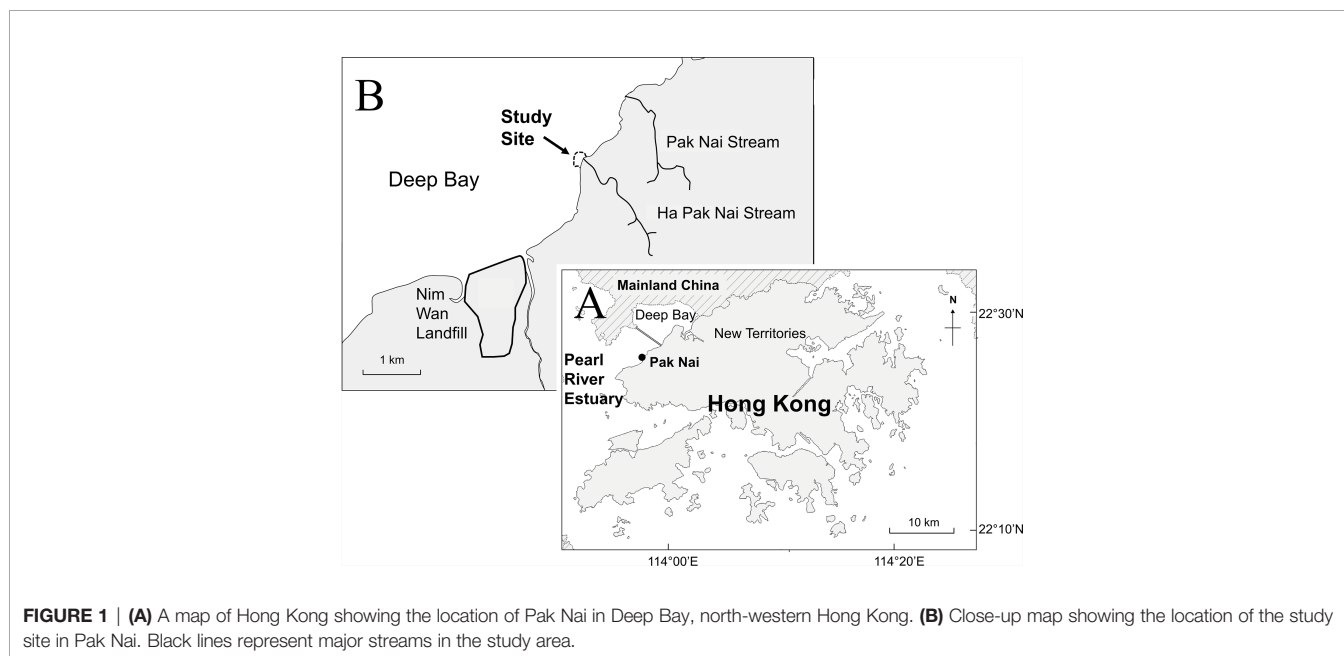 B
Study
Site
Pak Nai Stream
Deep Bay
Ha Pak Nai Stream
Nim
Wan
Landfill
1 km
A
Mainland China
Deep Bay
New Territories
N
22°30’N
Pearl
River
Estuary
Pak Nai
Hong Kong
10 km
22°10’N
114°00’E
114°20’E
FIGURE 1 | (A) A map of Hong Kong showing the location of Pak Nai in Deep Bay, north-western Hong Kong. (B) Close-up map showing the location of the study
site in Pak Nai. Black lines represent major streams in the study area.